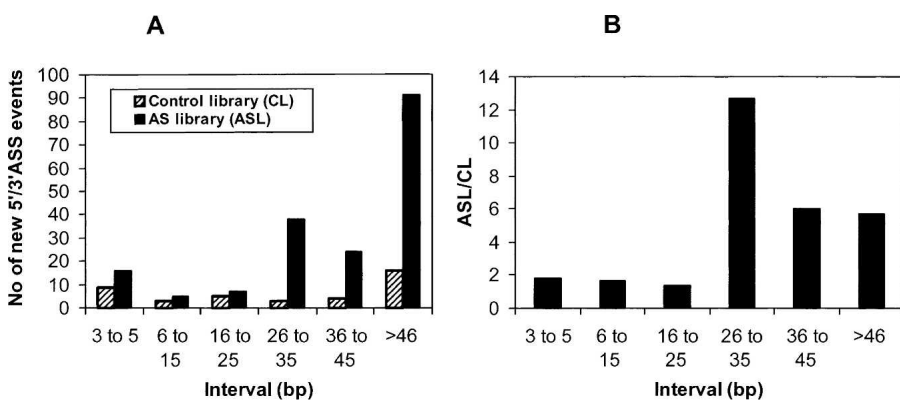 A
No of new 5'/3'ASS events
100
90
80
70
60
50
40
30
20
10
0
Control library (CL)
AS library (ASL)
3 to 5
6 to
15
16 to
25
26 to
35
36 to
45
>46
Interval (bp)
B
ASL/CL
14
12
10
8
6
4
2
0
3 to 5
6 to
15
16 to
25
26 to
35
36 to
45
>46
Interval (bp)